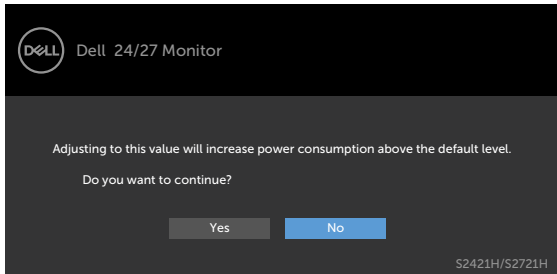 DELL
Dell 24/27 Monitor
Adjusting to this value will increase power consumption above the default level.
Do you want to continue?
Yes No
S2421H/S2721H